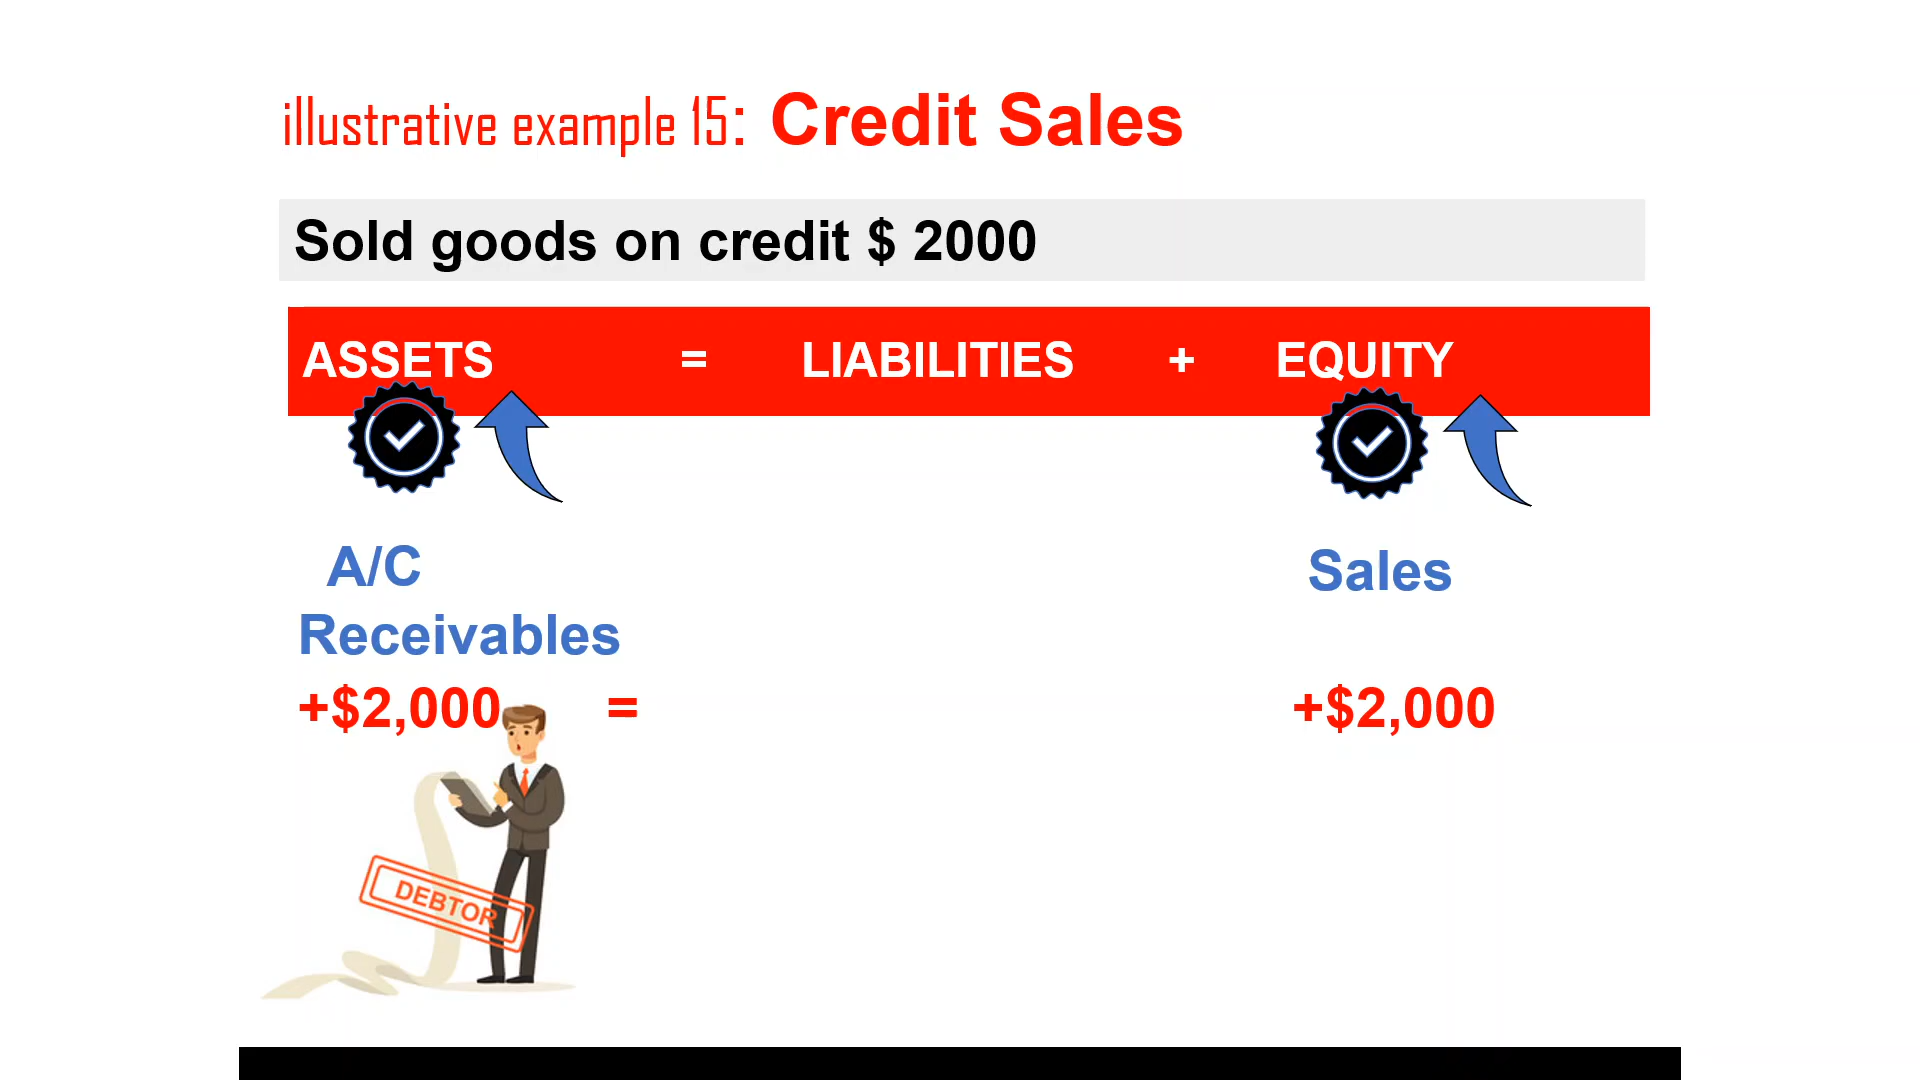 illustrative example 15: Credit Sales
Sold goods on credit $ 2000
ASSETS = LIABILITIES + EQUITY
A/C Sales
Receivables
+$2,000 = +$2,000
DEBTOR